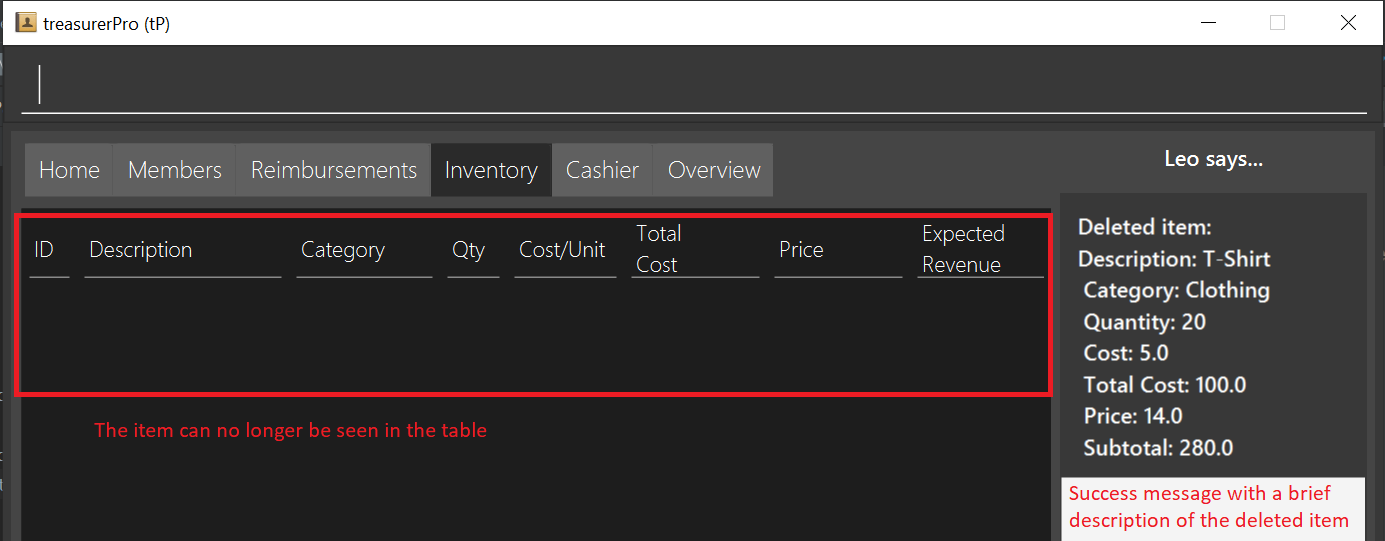 treasurerPro (tP)
Home Members Reimbursements Inventory Cashier Overview
Leo says...
ID Description Category Qty Cost/Unit Total Cost Price Expected Revenue
Deleted item:
Description: T-Shirt
Category: Clothing
Quantity: 20
Cost: 5.0
Total Cost: 100.0
Price: 14.0
Subtotal: 280.0
The item can no longer be seen in the table
Success message with a brief
description of the deleted item